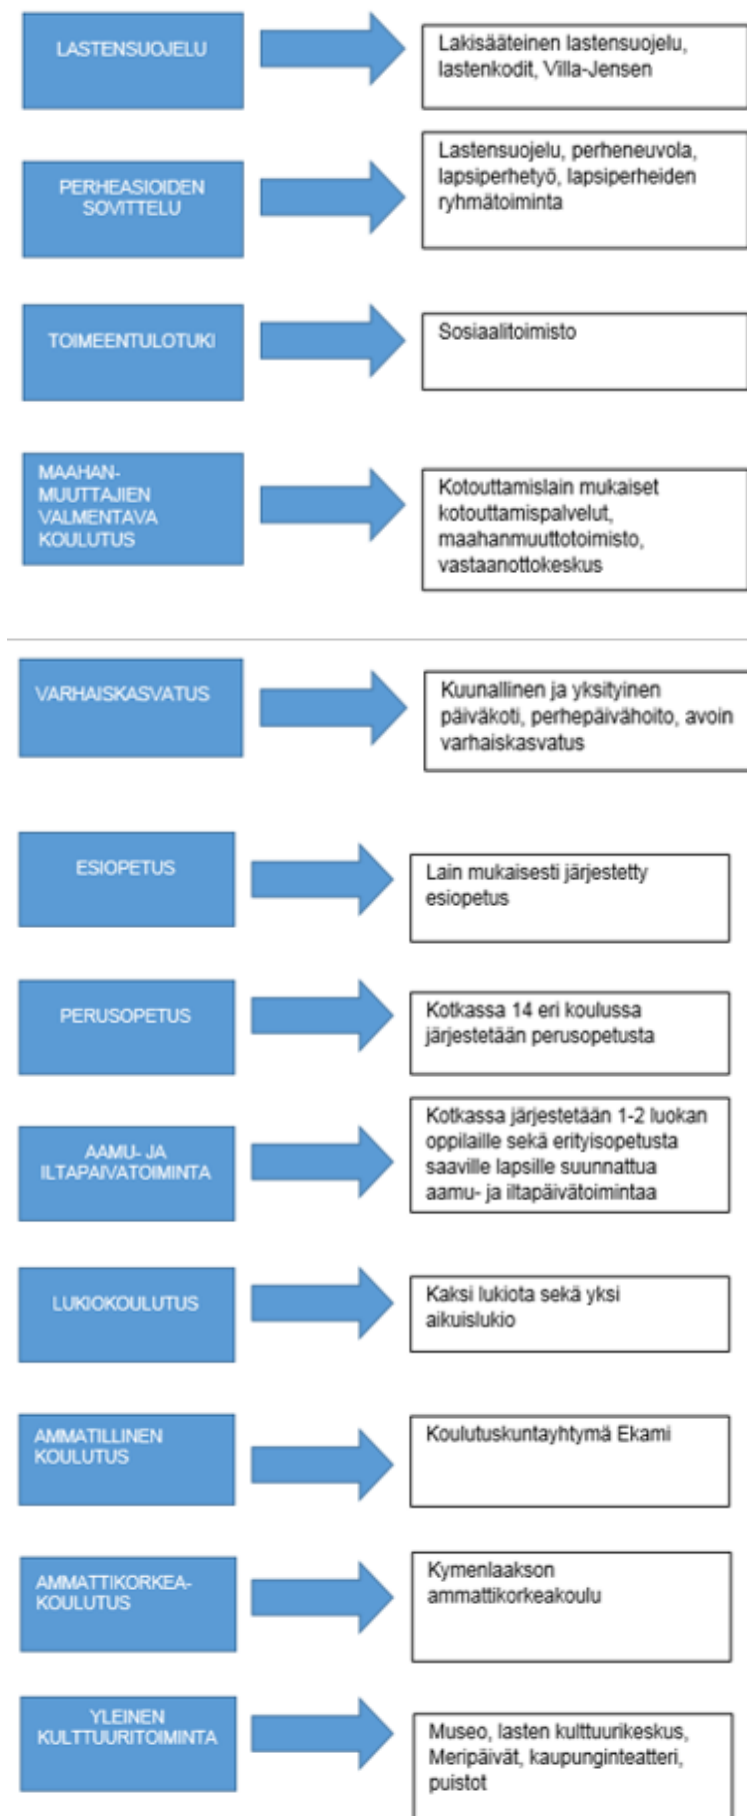 LASTENSUOJELU
Lakisääteinen lastensuojelu,
lastenkodit, Villa-Jensen
PERHEASIOIDEN
SOVITTELU
Lastensuojelu, perheneuvola,
lapsiperhetyö, lapsiperheiden
ryhmätoiminta
TOIMEENTULOTUKI
Sosiaalitoimisto
MAAHAN-
MUUTTAJIEN
VALMENTAVA
KOULUTUS
Kotouttamislain mukaiset
kotouttamispalvelut,
maahanmuuttotoimisto,
vastaanottokeskus
VARHAISKASVATUS
Kuunallinen ja yksityinen
päiväkoti, perhepäivähoito, avoin
varhaiskasvatus
ESIOPETUS
Lain mukaisesti järjestetty
esiopetus
PERUSOPETUS
Kotkassa 14 eri koulussa
järjestetään perusopetusta
AAMU- JA
ILTAPAIVATOIMINTA
Kotkassa järjestetään 1-2 luokan
oppilaille sekä erityisopetusta
saaville lapsille suunnattua
aamu- ja iltapäivätoimintaa
LUKIOKOULUTUS
Kaksi lukiota sekä yksi
aikuislukio
AMMATILLINEN
KOULUTUS
Koulutuskuntayhtymä Ekami
AMMATTIKORKEA-
KOULUTUS
Kymenlaakson
ammattikorkeakoulu
YLEINEN
KULTTUURITOIMINTA
Museo, lasten kulttuurikeskus,
Meripäivät, kaupunginteatteri,
puistot